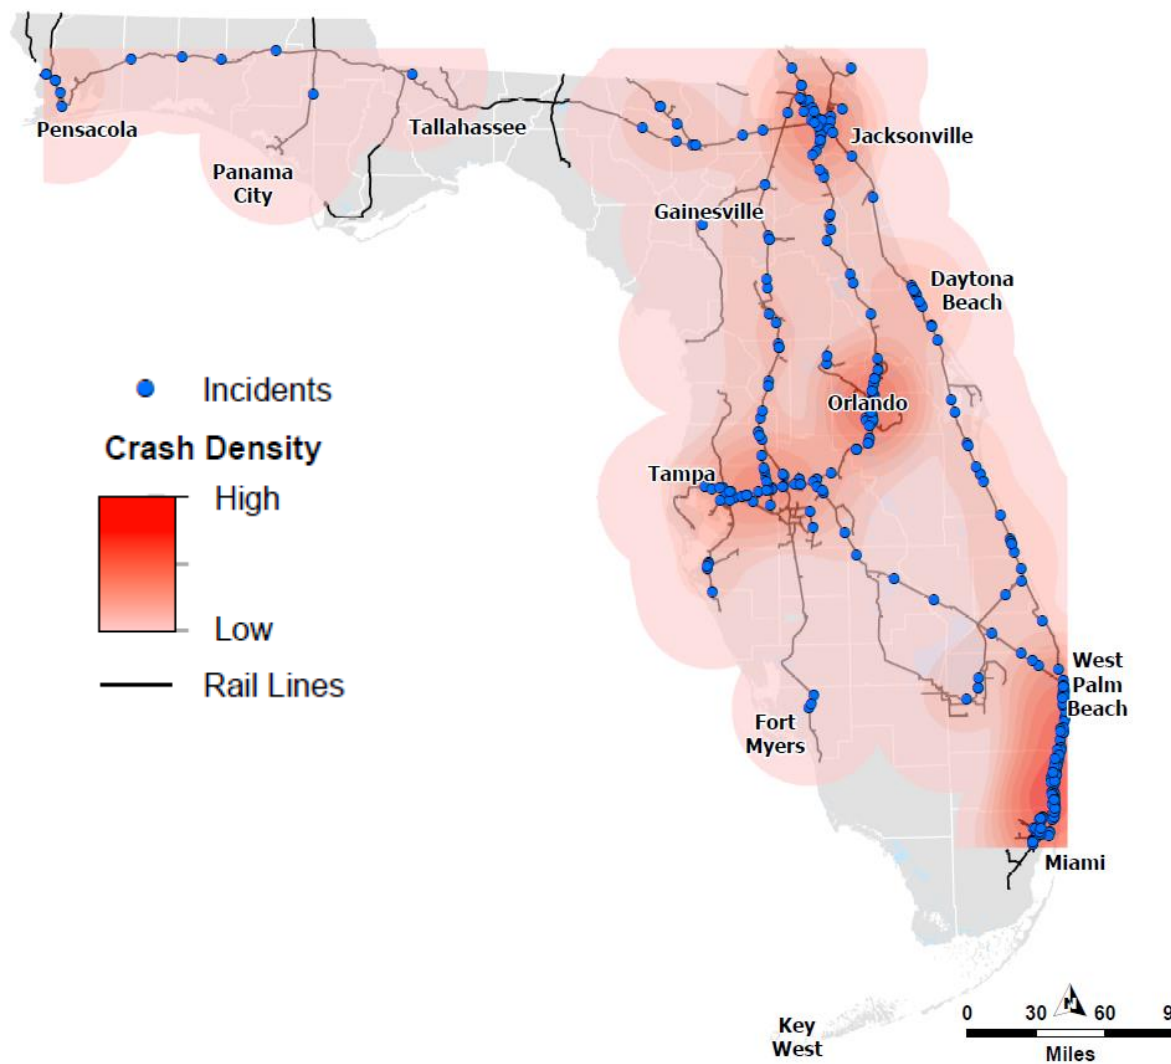 Pensacola
Tallahassee
Jacksonville
Panama
City
Gainesville
Daytona
Beach
Incidents
Orlando
Crash Density
Tampa
High
Low
Rail Lines
West
Palm
Beach
Fort
Myers
Miami
Key
West
N
0 30 60 9
Miles